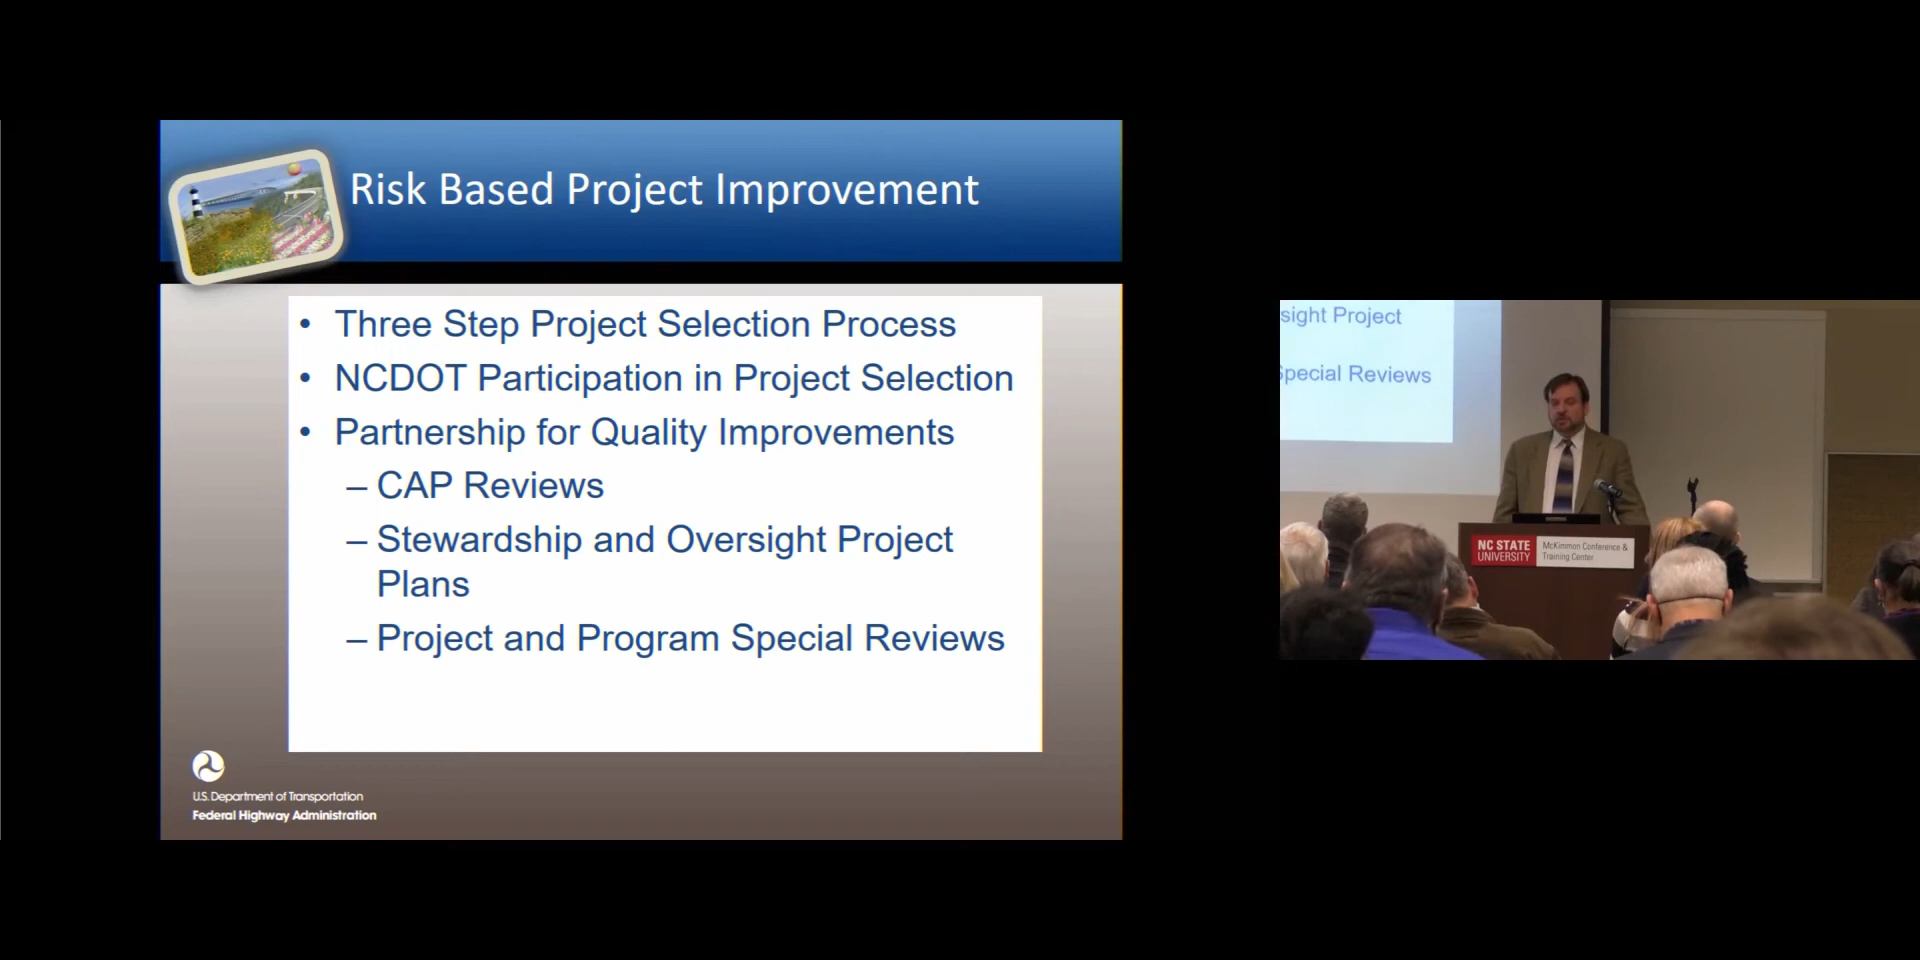 Risk Based Project Improvement
• Three Step Project Selection Process
• NCDOT Participation in Project Selection
• Partnership for Quality Improvements
– CAP Reviews
– Stewardship and Oversight Project
Plans
– Project and Program Special Reviews
U.S. Department of Transportation
Federal Highway Administration
sight Project
Special Reviews
NC STATE
UNIVERSITY
McKimmon Conference &
Training Center